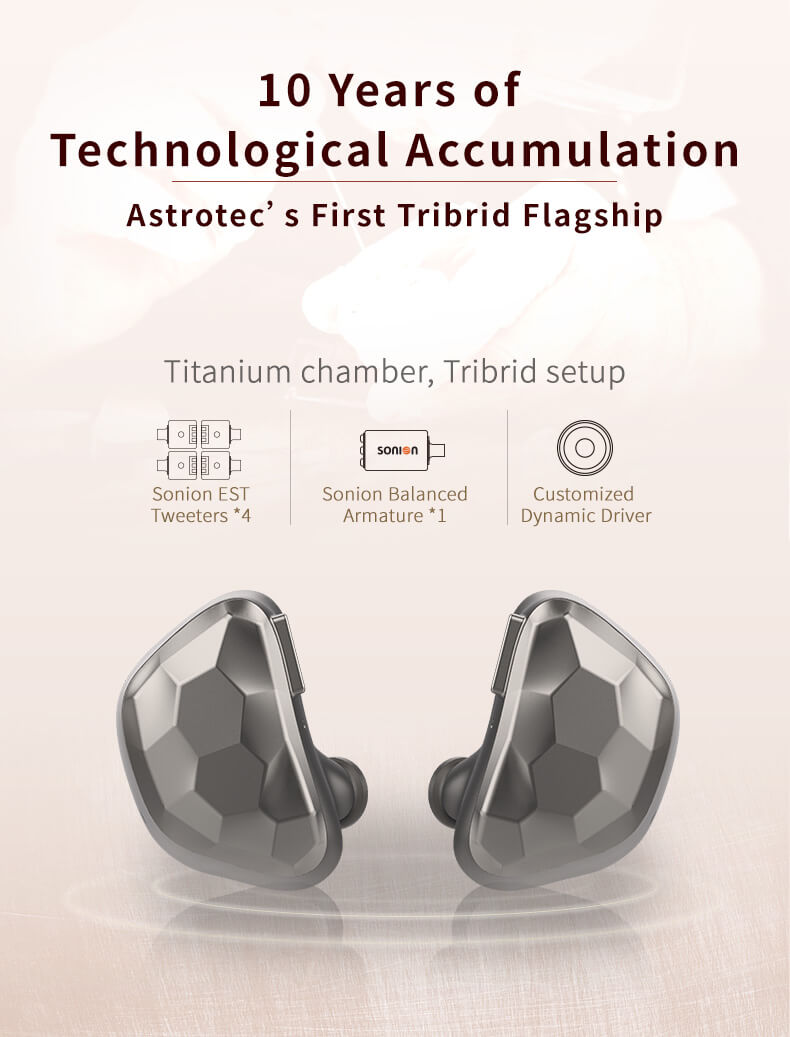 10 Years of
Technological Accumulation
Astrotec’s First Tribrid Flagship
Titanium chamber, Tribrid setup
sonion
Sonion EST
Tweeters *4
Sonion Balanced
Armature *1
Customized
Dynamic Driver